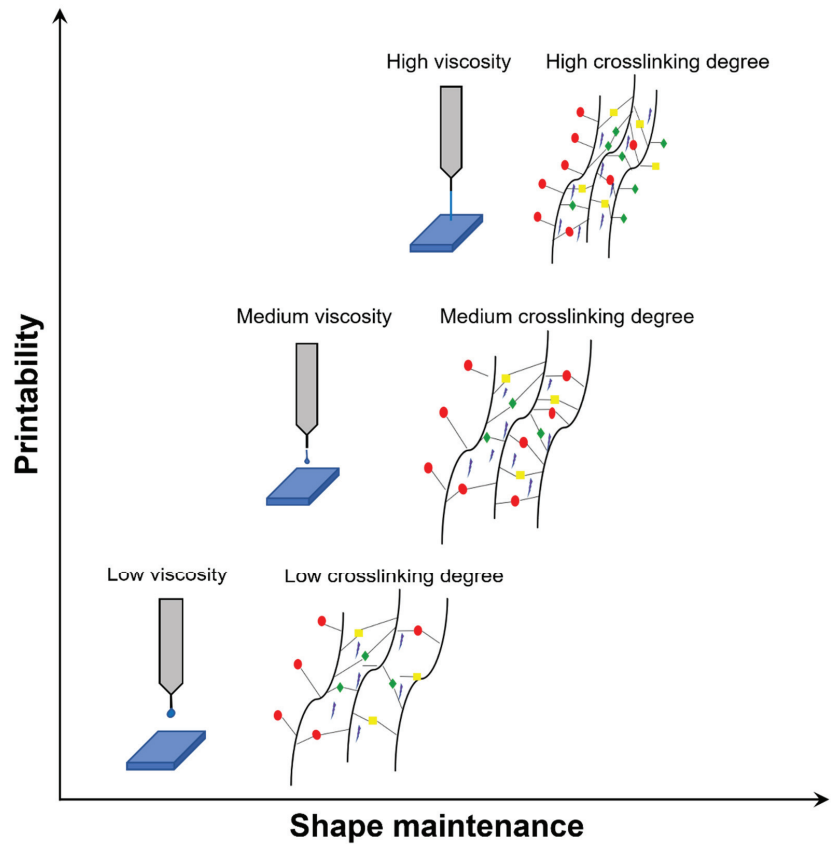 High viscosity High crosslinking degree
Medium viscosity Medium crosslinking degree
Printability
Low viscosity Low crosslinking degree
Shape maintenance